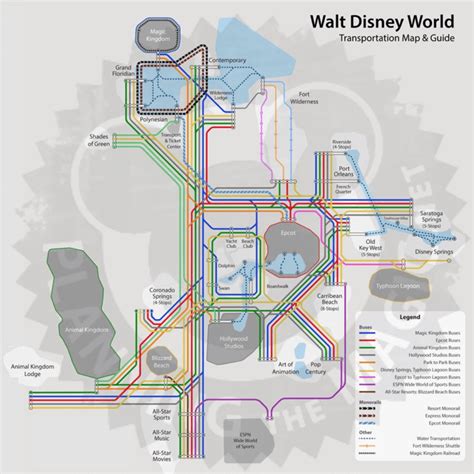 Walt Disney World
Transportation Map & Guide
Magic
Kingdom
Grand
Floridian
Contemporary
Wilderness
Lodge
Fort
Wilderness
Polynesian
Transport
& Ticket
Center
Shades
of Green
Riverside
(4-Stops)
Port
Orleans
French
Quarter
Saratoga
Springs
(5-Stops)
Old
Key West
(5-Stops)
Disney Springs
Yacht
Club
Beach
Club
Epcot
Dolphin
Swan
Boardwalk
Typhoon Lagoon
Coronado
Springs
(4-Stops)
Carribean
Beach
(8-Stops)
Animal Kingdom
Hollywood
Studios
Blizzard
Beach
Animal Kingdom
Lodge
Art of
Animation
Pop
Century
All-Star
Sports
All-Star
Music
All-Star
Movies
ESPN
Wide World
of Sports
Legend
Buses
Magic Kingdom Buses
Epcot Buses
Animal Kingdom Buses
Hollywood Studios Buses
Park to Park Buses
Disney Springs, Typhoon Lagoon Buses
Epcot to Typhoon Lagoon Buses
ESPN Wide World of Sports Buses
All-Star Resorts: Blizzard Beach Buses
Monorail
Resort Monorail
Express Monorail
Epcot Monorail
Other
Water Transportation
Fort Wilderness Shuttle
Magic Kingdom Railroad